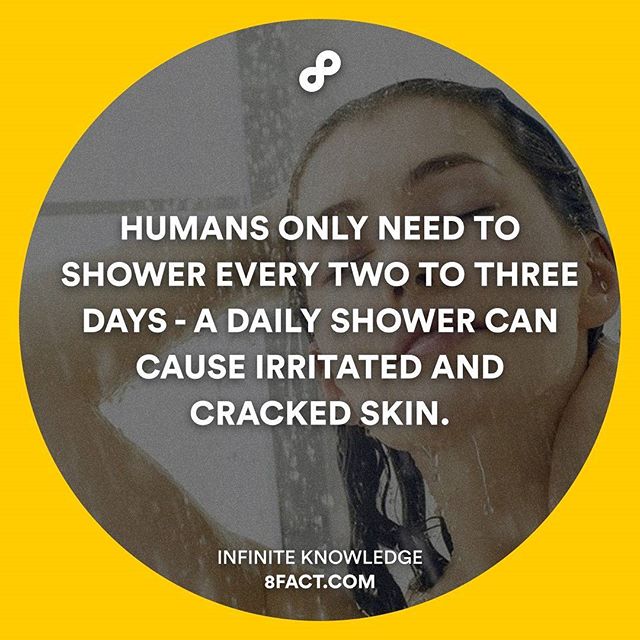 HUMANS ONLY NEED TO
SHOWER EVERY TWO TO THREE
DAYS - A DAILY SHOWER CAN
CAUSE IRRITATED AND
CRACKED SKIN.
INFINITE KNOWLEDGE
8FACT.COM